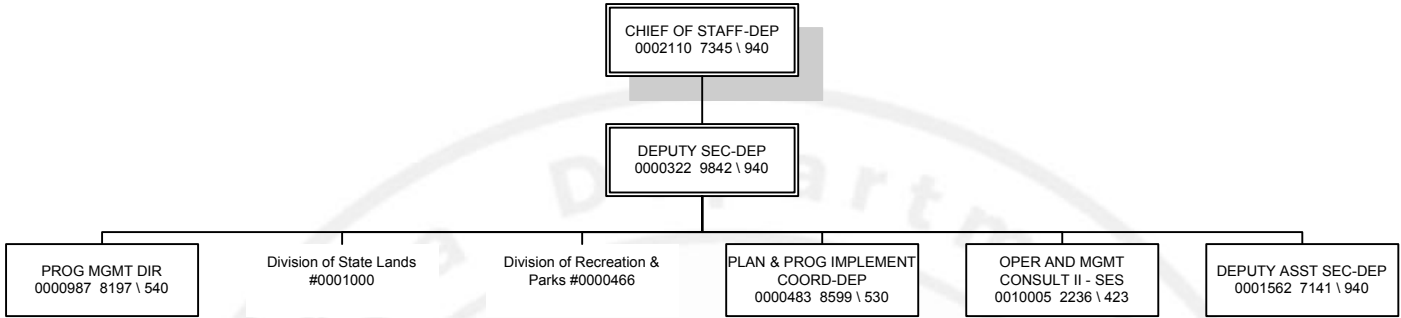 CHIEF OF STAFF-DEP
0002110 7345 \ 940
DEPUTY SEC-DEP
0000322 9842 \ 940
PROG MGMT DIR
0000987 8197 \ 540
Division of State Lands
#0001000
Division of Recreation &
Parks #0000466
PLAN & PROG IMPLEMENT
COORD-DEP
0000483 8599 \ 530
OPER AND MGMT
CONSULT II - SES
0010005 2236 \ 423
DEPUTY ASST SEC-DEP
0001562 7141 \ 940